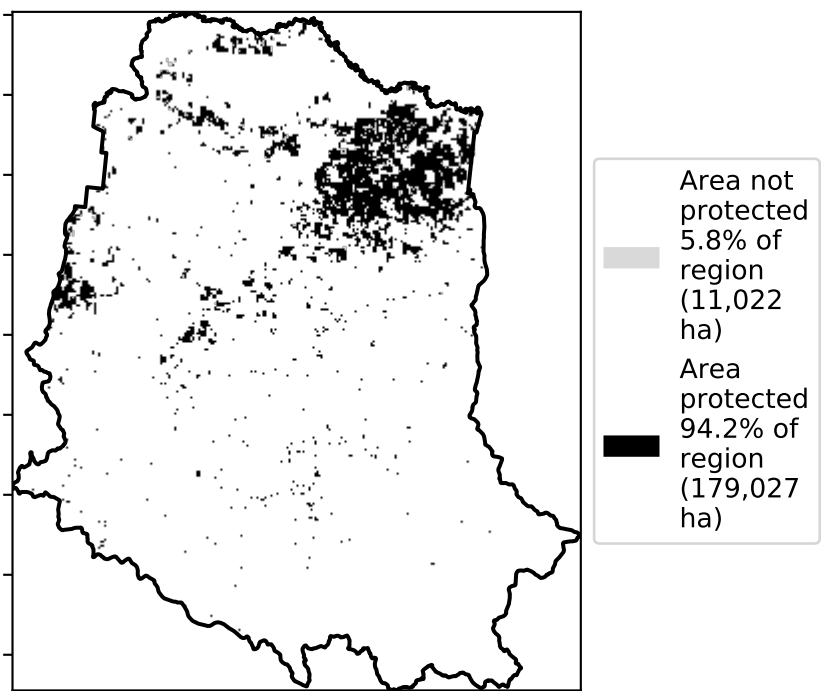 Area not
protected
5.8% of
region
(11,022
ha)
Area
protected
94.2% of
region
(179,027
ha)